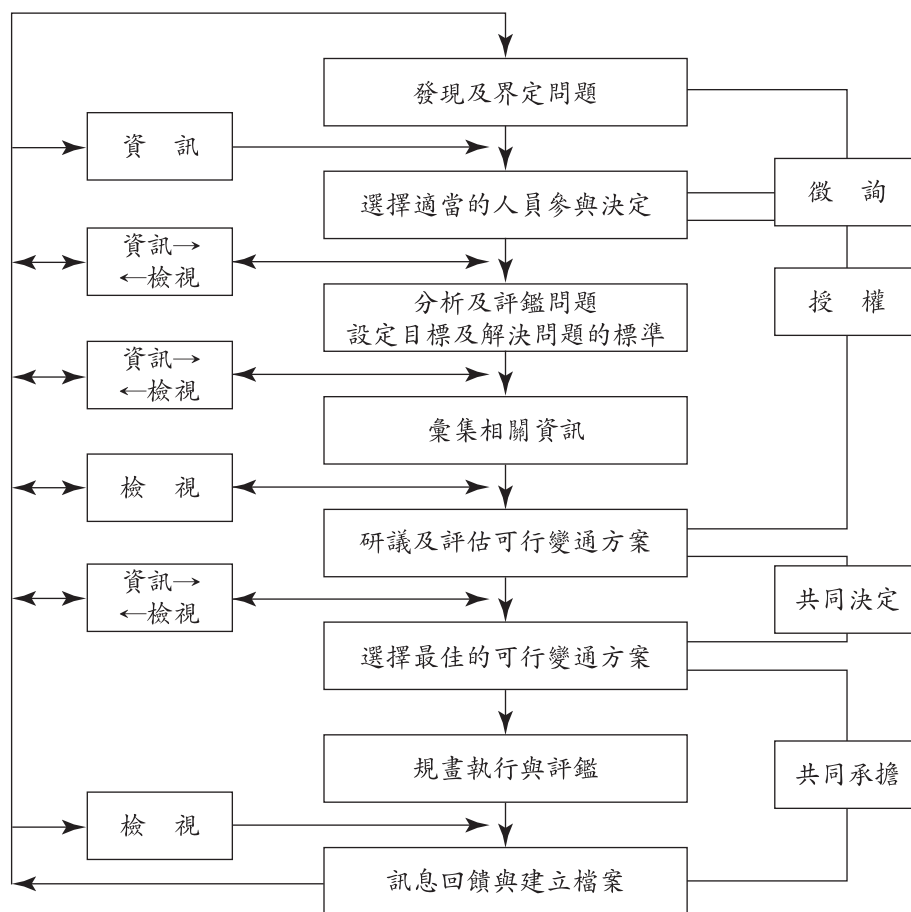 發現及界定問題
資 訊
徵 詢
選擇適當的人員參與決定
資訊→
←檢視
授 權
分析及評鑑問題
設定目標及解決問題的標準
資訊→
←檢視
彙集相關資訊
檢 視
研議及評估可行變通方案
資訊→
←檢視
共同決定
選擇最佳的可行變通方案
規畫執行與評鑑
共同承擔
檢 視
訊息回饋與建立檔案